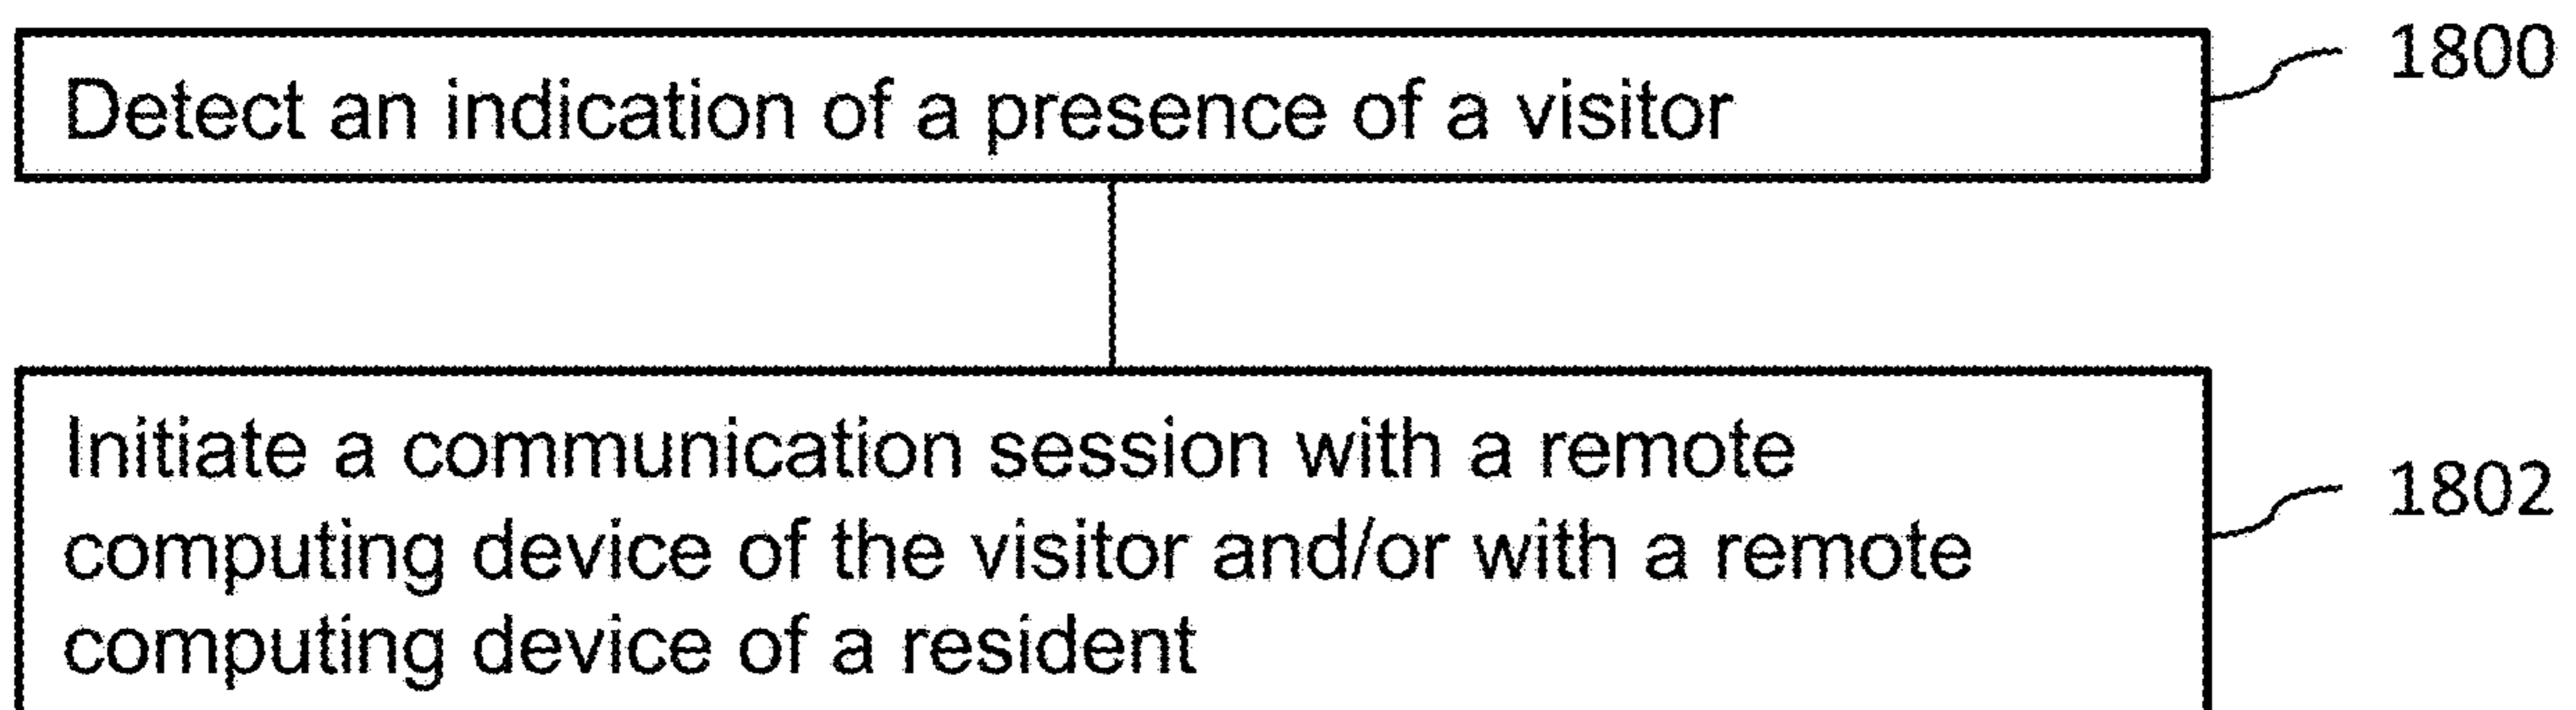 Detect an indication of a presence of a visitor
1800
Initiate a communication session with a remote
computing device of the visitor and/or with a remote
computing device of a resident
1802